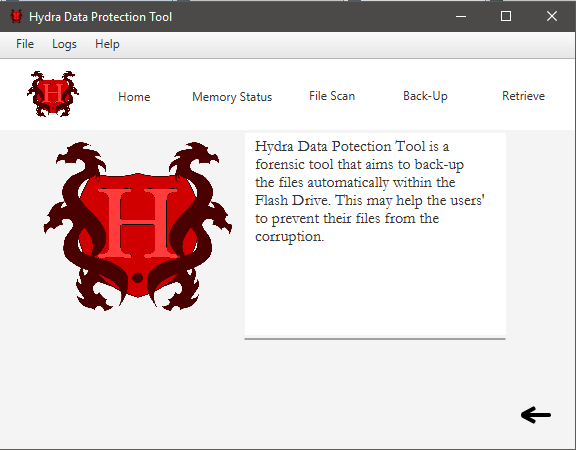 Hydra Data Protection Tool
File Logs Help
H
Home Memory Status File Scan Back-Up Retrieve
H
Hydra Data Potection Tool is a
forensic tool that aims to back-up
the files automatically within the
Flash Drive. This may help the users'
to prevent their files from the
corruption.